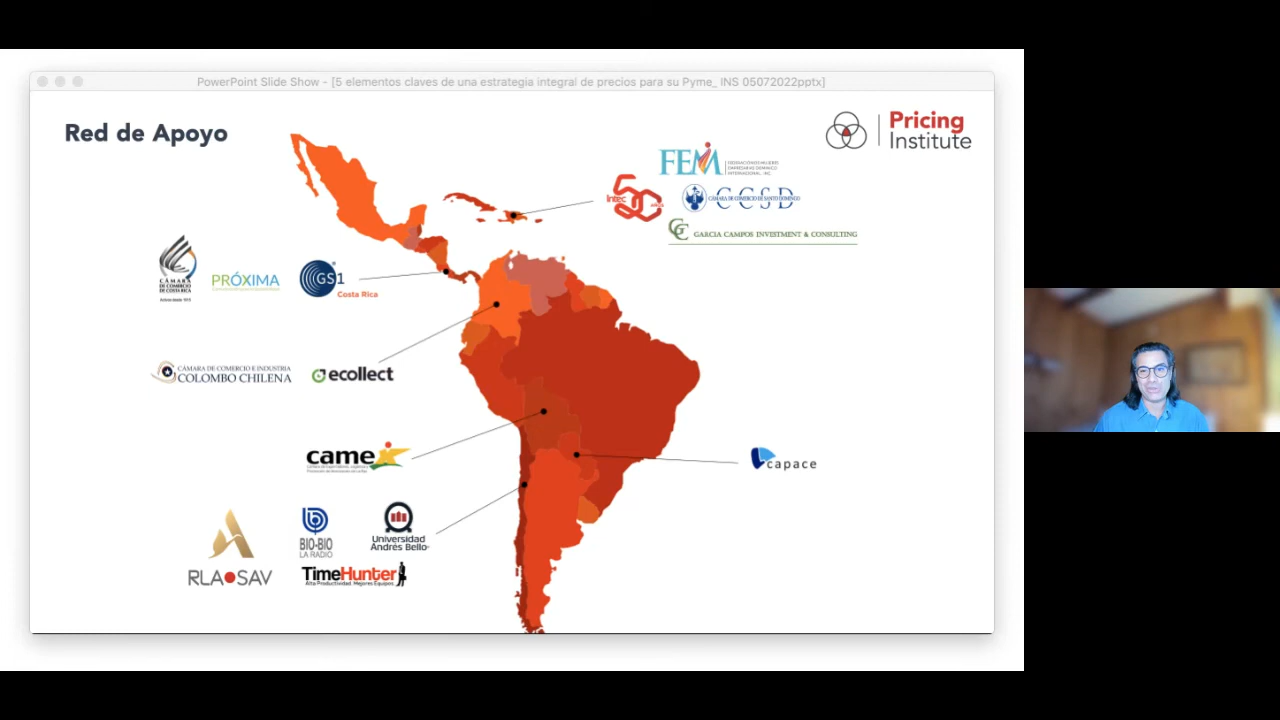 PowerPoint Slide Show - [5 elementos claves de una estrategia integral de precios para su Pyme_ INS 05072022pptx]
Red de Apoyo
Pricing
Institute
FEM
FEDERACION DE MUJERES
EMPRESARIAS DOMINICO
INTERNACIONAL, INC.
Intec
50
CCSD
CÁMARA DE COMERCIO DE SANTO DOMINGO
GC
GARCIA CAMPOS INVESTMENT & CONSULTING
CÁMARA
DE COMERCIO
DE COSTA RICA
PRÓXIMA
GS1
Costa Rica
CÁMARA DE COMERCIO E INDUSTRIA
COLOMBO CHILENA
ecollect
came
capace
RLA SAV
BIO-BIO
LA RADIO
Universidad
Andrés Bello
TimeHunter
Alta Productividad Mejores Equipos